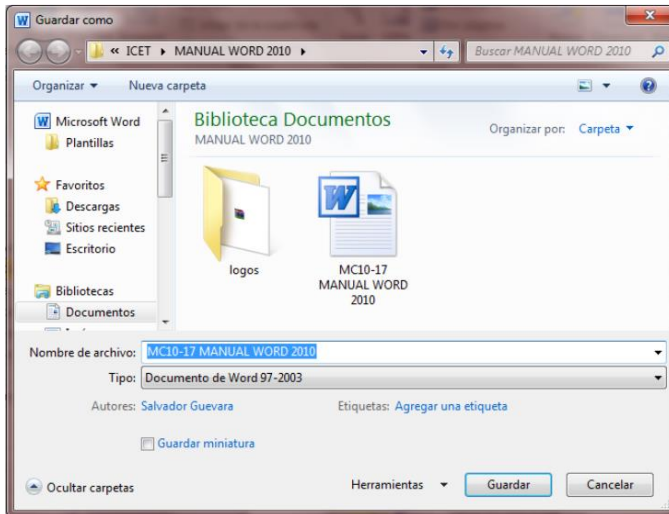 Guardar como
« ICET ▸ MANUAL WORD 2010 ▸
Buscar MANUAL WORD 2010
Organizar
Nueva carpeta
Microsoft Word
Plantillas
Favoritos
Descargas
Sitios recientes
Escritorio
Bibliotecas
Documentos
Biblioteca Documentos
MANUAL WORD 2010
Organizar por: Carpeta
logos
MC10-17
MANUAL WORD
2010
Nombre de archivo: MC10-17 MANUAL WORD 2010
Tipo: Documento de Word 97-2003
Autores: Salvador Guevara
Etiquetas: Agregar una etiqueta
Guardar miniatura
Ocultar carpetas
Herramientas
Guardar
Cancelar